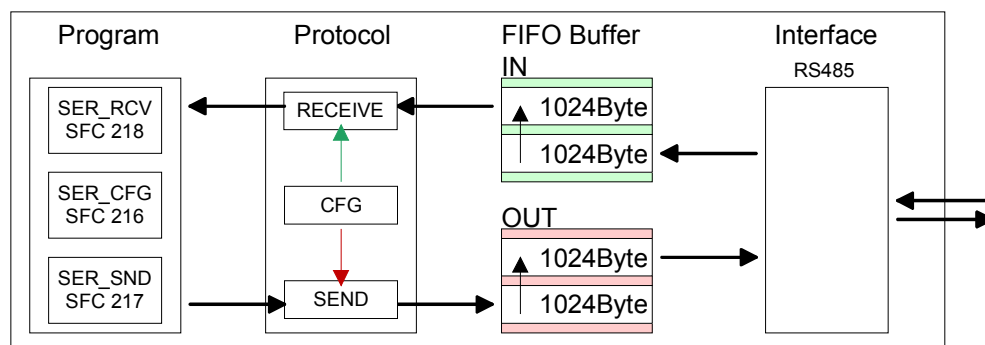 Program
SER_RCV
SFC 218
SER_CFG
SFC 216
SER_SND
SFC 217
Protocol
RECEIVE
CFG
SEND
FIFO Buffer
IN
1024Byte
1024Byte
OUT
1024Byte
1024Byte
Interface
RS485